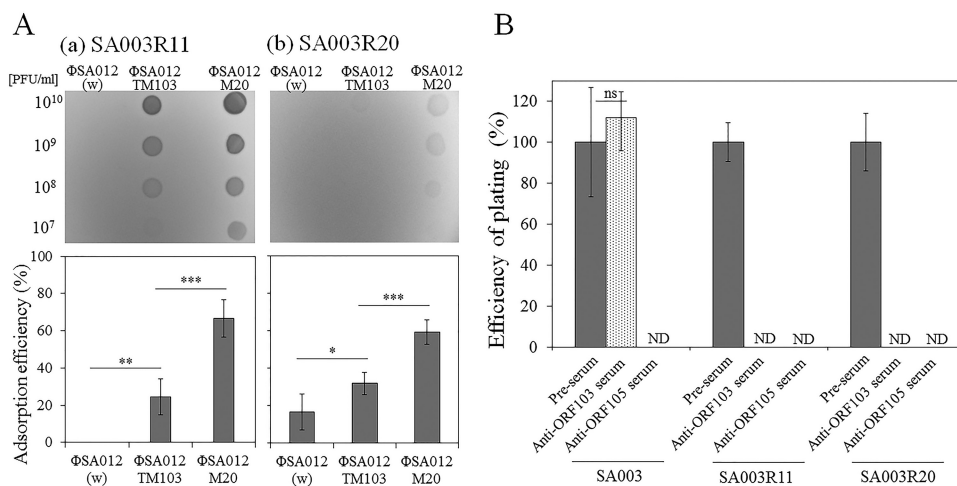 A
(a) SA003R11
(b) SA003R20
[PFU/ml]
ΦSA012 (w)
ΦSA012 TM103
ΦSA012 M20
ΦSA012 (w)
ΦSA012 TM103
ΦSA012 M20
10¹⁰
10⁹
10⁸
10⁷
Adsorption efficiency (%)
100
80
60
40
20
0
**
***
*
***
ΦSA012 (w)
ΦSA012 TM103
ΦSA012 M20
ΦSA012 (w)
ΦSA012 TM103
ΦSA012 M20
B
Efficiency of plating (%)
120
100
80
60
40
20
0
ns
ND
ND
ND
ND
ND
Pre-serum
Anti-ORF103 serum
Anti-ORF105 serum
Pre-serum
Anti-ORF103 serum
Anti-ORF105 serum
Pre-serum
Anti-ORF103 serum
Anti-ORF105 serum
SA003
SA003R11
SA003R20